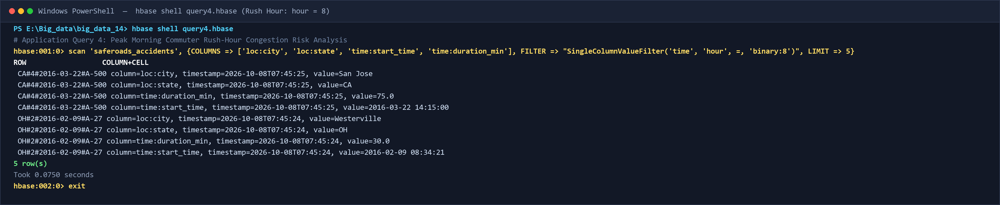 Windows PowerShell — hbase shell query4.hbase (Rush Hour: hour = 8)
PS E:\Big_data\big_data_14> hbase shell query4.hbase
# Application Query 4: Peak Morning Commuter Rush-Hour Congestion Risk Analysis
hbase:001:0> scan 'saferoads_accidents', {COLUMNS => ['loc:city', 'loc:state', 'time:start_time', 'time:duration_min'], FILTER => "SingleColumnValueFilter('time', 'hour', =, 'binary:8')", LIMIT => 5}
ROW COLUMN+CELL
CA#4#2016-03-22#A-500 column=loc:city, timestamp=2026-10-08T07:45:25, value=San Jose
CA#4#2016-03-22#A-500 column=loc:state, timestamp=2026-10-08T07:45:25, value=CA
CA#4#2016-03-22#A-500 column=time:duration_min, timestamp=2026-10-08T07:45:25, value=75.0
CA#4#2016-03-22#A-500 column=time:start_time, timestamp=2026-10-08T07:45:25, value=2016-03-22 14:15:00
OH#2#2016-02-09#A-27 column=loc:city, timestamp=2026-10-08T07:45:24, value=Westerville
OH#2#2016-02-09#A-27 column=loc:state, timestamp=2026-10-08T07:45:24, value=OH
OH#2#2016-02-09#A-27 column=time:duration_min, timestamp=2026-10-08T07:45:24, value=30.0
OH#2#2016-02-09#A-27 column=time:start_time, timestamp=2026-10-08T07:45:24, value=2016-02-09 08:34:21
5 row(s)
Took 0.0750 seconds
hbase:002:0> exit